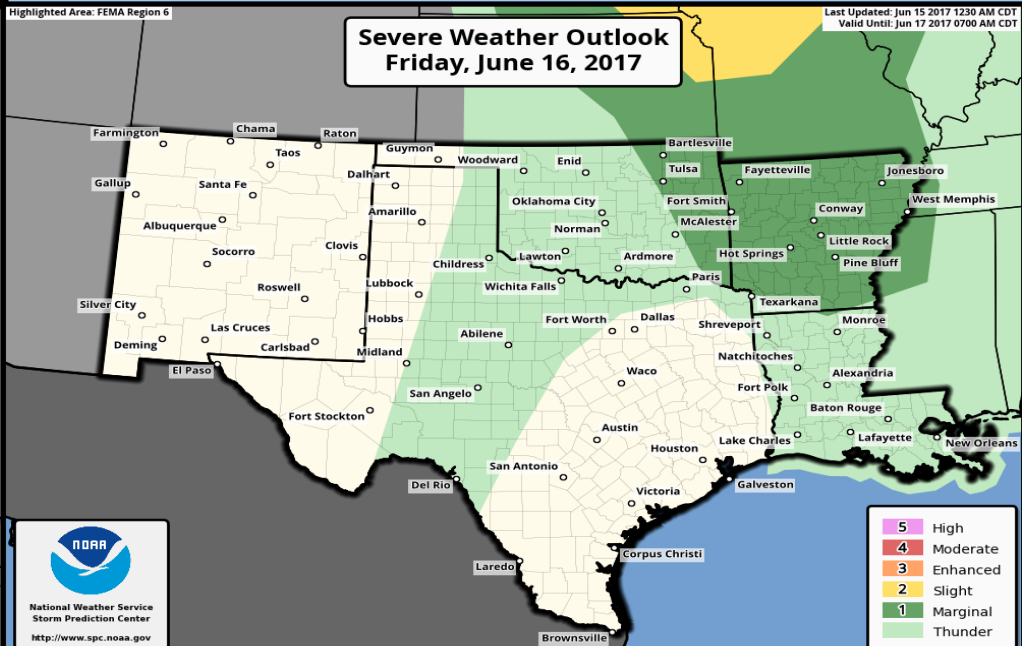 Highlighted Area: FEMA Region 6
Last Updated: Jun 15 2017 1230 AM CDT
Valid Until: Jun 17 2017 0700 AM CDT
Severe Weather Outlook
Friday, June 16, 2017
Farmington
Chama
Raton
Taos
Guymon
Woodward
Enid
Bartlesville
Tulsa
Fayetteville
Jonesboro
Gallup
Santa Fe
Dalhart
Oklahoma City
Fort Smith
West Memphis
Albuquerque
Amarillo
Norman
McAlester
Conway
Socorro
Clovis
Childress
Lawton
Ardmore
Hot Springs
Little Rock
Pine Bluff
Roswell
Lubbock
Wichita Falls
Paris
Texarkana
Silver City
Las Cruces
Hobbs
Abilene
Fort Worth
Dallas
Shreveport
Monroe
Deming
Carlsbad
Midland
Natchitoches
El Paso
San Angelo
Waco
Fort Polk
Alexandria
Fort Stockton
Austin
Houston
Lake Charles
Baton Rouge
Lafayette
New Orleans
Del Rio
San Antonio
Victoria
Galveston
Laredo
Corpus Christi
Brownsville
NOAA
National Weather Service
Storm Prediction Center
http://www.spc.noaa.gov
5 High
4 Moderate
3 Enhanced
2 Slight
1 Marginal
Thunder